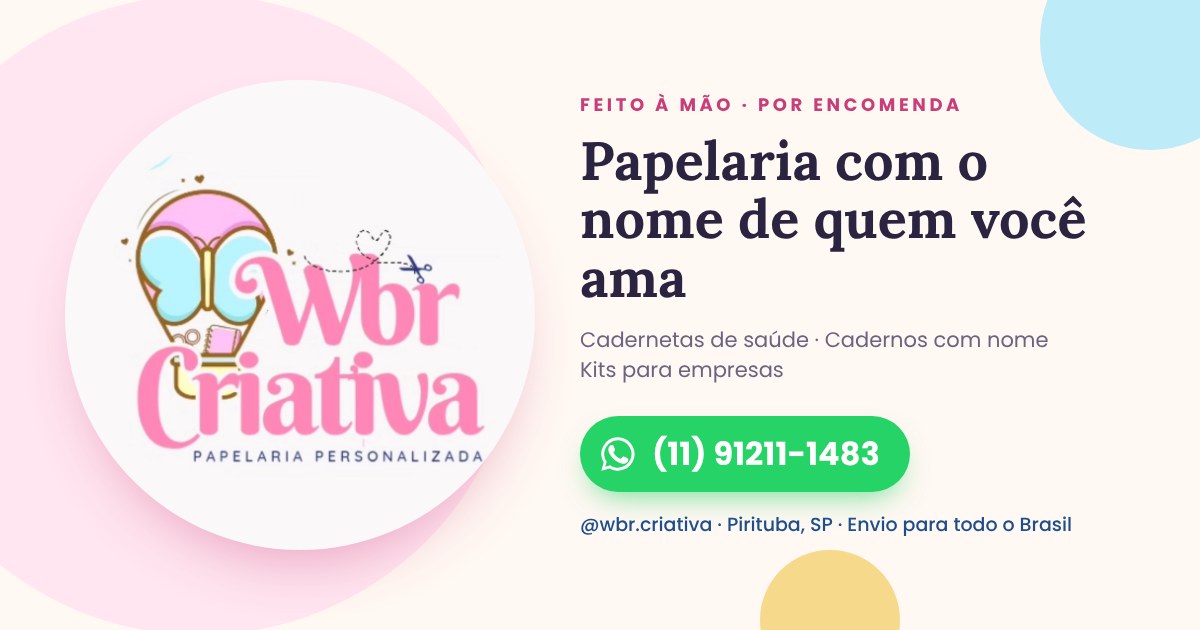 Wbr
Criativa
PAPELARIA PERSONALIZADA
FEITO À MÃO · POR ENCOMENDA
Papelaria com o
nome de quem você
ama
Cadernetas de saúde · Cadernos com nome
Kits para empresas
(11) 91211-1483
@wbr.criativa · Pirituba, SP · Envio para todo o Brasil